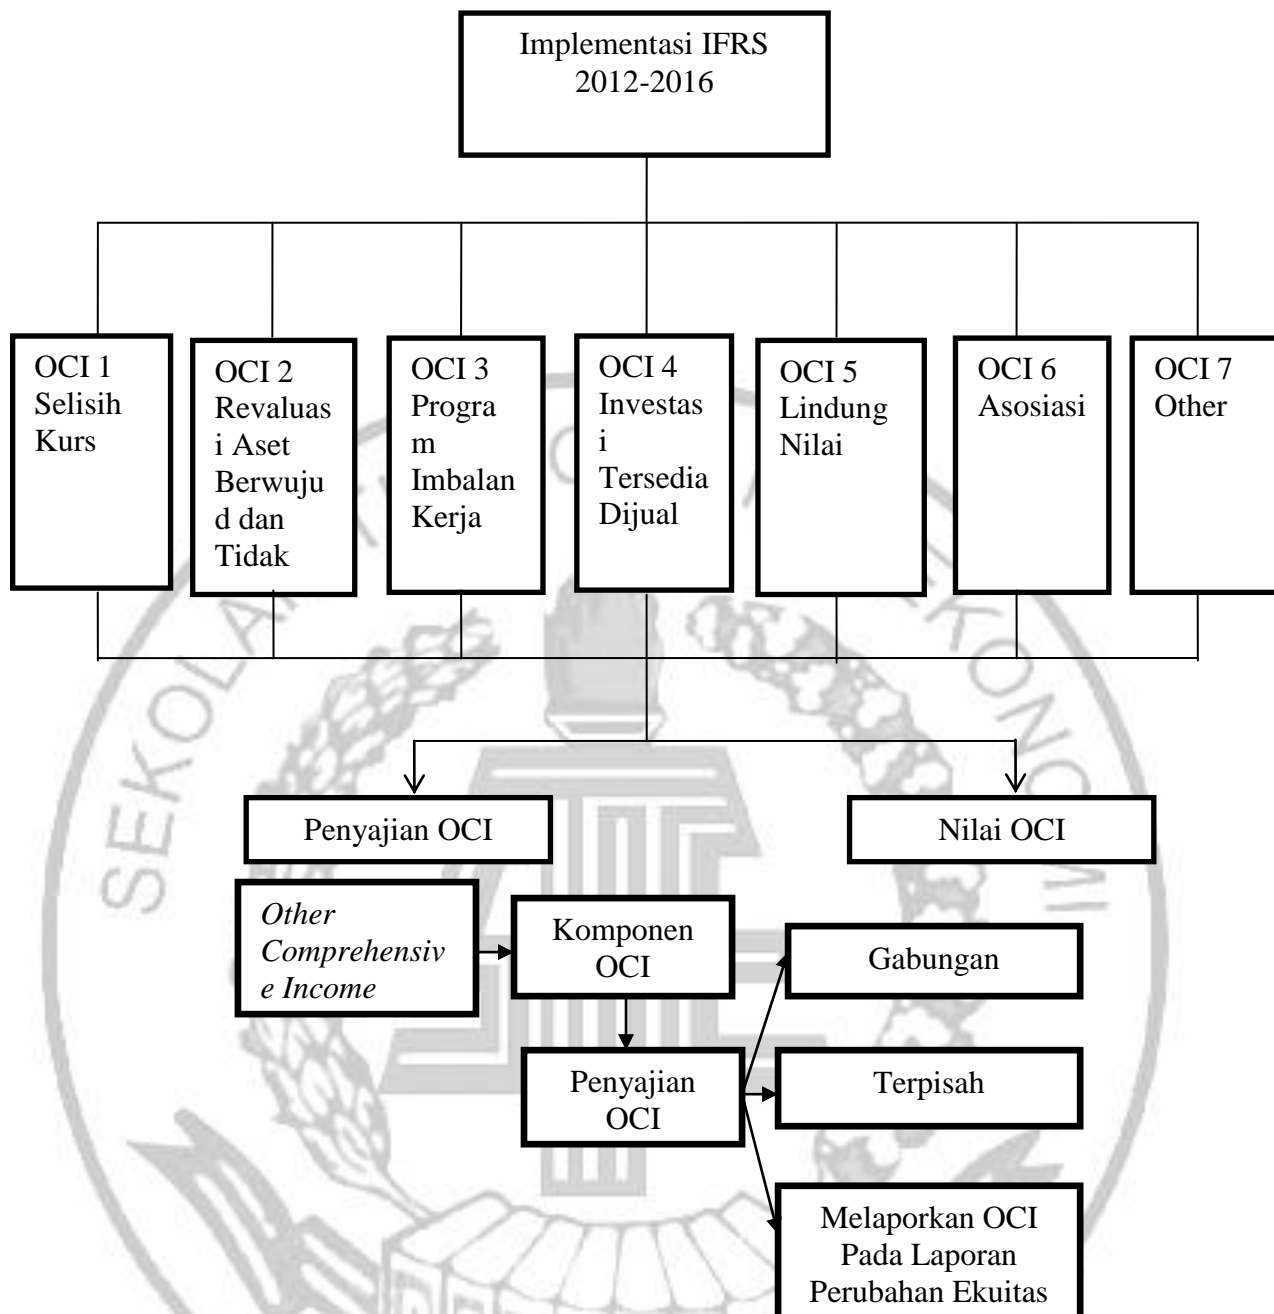 Implementasi IFRS
2012-2016
OCI 1
Selisih
Kurs
OCI 2
Revaluas
i Aset
Berwuju
d dan
Tidak
OCI 3
Progra
m
Imbalan
Kerja
OCI 4
Investas
i
Tersedia
Dijual
OCI 5
Lindung
Nilai
OCI 6
Asosiasi
OCI 7
Other
Penyajian OCI
Nilai OCI
Other
Comprehensiv
e Income
Komponen
OCI
Gabungan
Penyajian
OCI
Terpisah
Melaporkan OCI
Pada Laporan
Perubahan Ekuitas